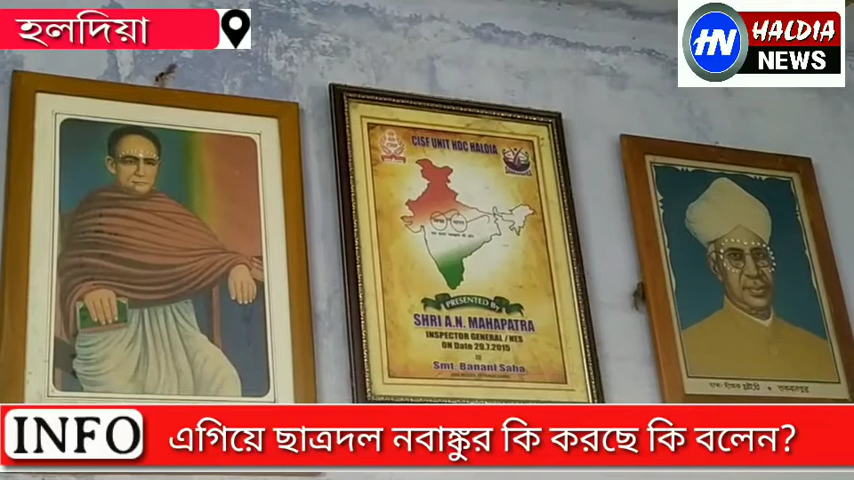 হলদিয়া
HN HALDIA
NEWS
CISF UNIT HDC HALDIA
PRESENTED By
SHRI A.N. MAHAPATRA
INSPECTOR GENERAL / NES
ON Date 29.7.2015
To
Smt. Banani Saha
INFO এগিয়ে ছাত্রদল নবাঙ্কুর কি করছে কি বলেন?